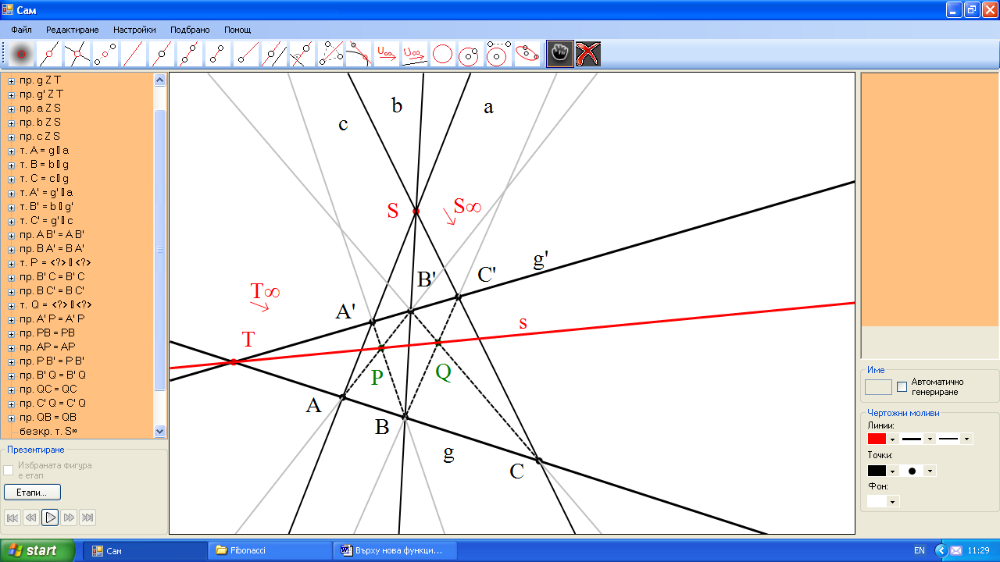 Сам
Файл Редактиране Настройки Подбрано Помощ
U∞ U∞
пр. g Z T
пр. g' Z T
пр. a Z S
пр. b Z S
пр. c Z S
т. A = g▯a
т. B = b▯g
т. C = c▯g
т. A' = g'▯a
т. B' = b▯g'
т. C' = g'▯c
пр. A B' = A B'
пр. B A' = B A'
т. P = <?>▯<?>
пр. B' C = B' C
пр. B C' = B C'
т. Q = <?>▯<?>
пр. A' P = A' P
пр. PB = PB
пр. AP = AP
пр. P B' = P B'
пр. B' Q = B' Q
пр. QC = QC
пр. C' Q = C' Q
пр. QB = QB
безкр. т. S∞
Презентиране
Избраната фигура
е етап
Етапи...
c b a
S S∞
g'
B' C'
T∞
A' s
T
P Q
A
B
g C
Име
Автоматично
генериране
Чертожни моливи
Линии:
Точки:
Фон:
start Сам Fibonacci Върху нова функци... EN 11:29